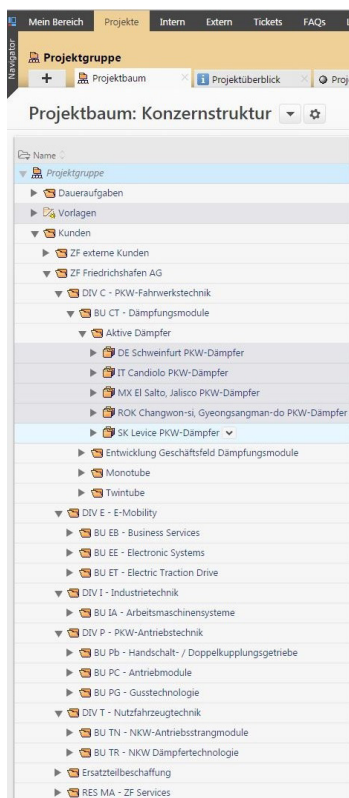 Mein Bereich Projekte Intern Extern Tickets FAQs
Navigator
Projektgruppe
+ Projektbaum × Projektüberblick × Proj
Projektbaum: Konzernstruktur
Name
Projektgruppe
Daueraufgaben
Vorlagen
Kunden
ZF externe Kunden
ZF Friedrichshafen AG
DIV C - PKW-Fahrwerkstechnik
BU CT - Dämpfungsmodule
Aktive Dämpfer
DE Schweinfurt PKW-Dämpfer
IT Candiolo PKW-Dämpfer
MX El Salto, Jalisco PKW-Dämpfer
ROK Changwon-si, Gyeongsangman-do PKW-Dämpfer
SK Levice PKW-Dämpfer
Entwicklung Geschäftsfeld Dämpfungsmodule
Monotube
Twintube
DIV E - E-Mobility
BU EB - Business Services
BU EE - Electronic Systems
BU ET - Electric Traction Drive
DIV I - Industrietechnik
BU IA - Arbeitsmaschinensysteme
DIV P - PKW-Antriebstechnik
BU Pb - Handschalt- / Doppelkupplungsgetriebe
BU PC - Antriebmodule
BU PG - Gusstechnologie
DIV T - Nutzfahrzeugtechnik
BU TN - NKW-Antriebsstrangmodule
BU TR - NKW Dämpfertechnologie
Ersatzteilbeschaffung
RES MA - ZF Services